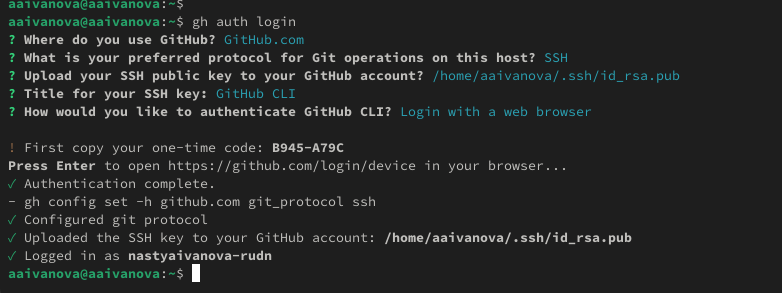 aaivanova@aaivanova:~$
aaivanova@aaivanova:~$ gh auth login
? Where do you use GitHub? GitHub.com
? What is your preferred protocol for Git operations on this host? SSH
? Upload your SSH public key to your GitHub account? /home/aaivanova/.ssh/id_rsa.pub
? Title for your SSH key: GitHub CLI
? How would you like to authenticate GitHub CLI? Login with a web browser
! First copy your one-time code: B945-A79C
Press Enter to open https://github.com/login/device in your browser...
✓ Authentication complete.
- gh config set -h github.com git_protocol ssh
✓ Configured git protocol
✓ Uploaded the SSH key to your GitHub account: /home/aaivanova/.ssh/id_rsa.pub
✓ Logged in as nastyaivanova-rudn
aaivanova@aaivanova:~$